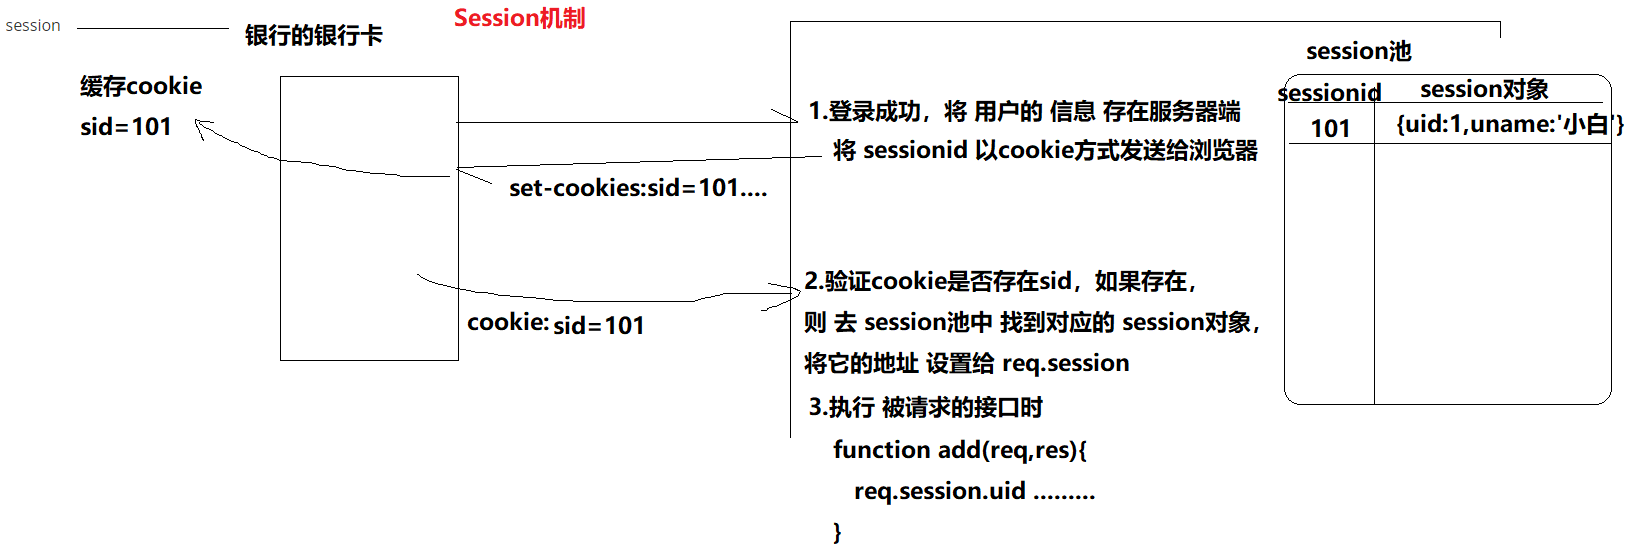 session
银行的银行卡
Session机制
缓存cookie
sid=101
set-cookies:sid=101....
cookie: sid=101
1.登录成功，将 用户的 信息 存在服务器端
将 sessionid 以cookie方式发送给浏览器
2.验证cookie是否存在sid，如果存在，
则 去 session池中 找到对应的 session对象，
将它的地址 设置给 req.session
3.执行 被请求的接口时
function add(req,res){
req.session.uid .........
}
session池
sessionid session对象
101 {uid:1,uname:'小白'}